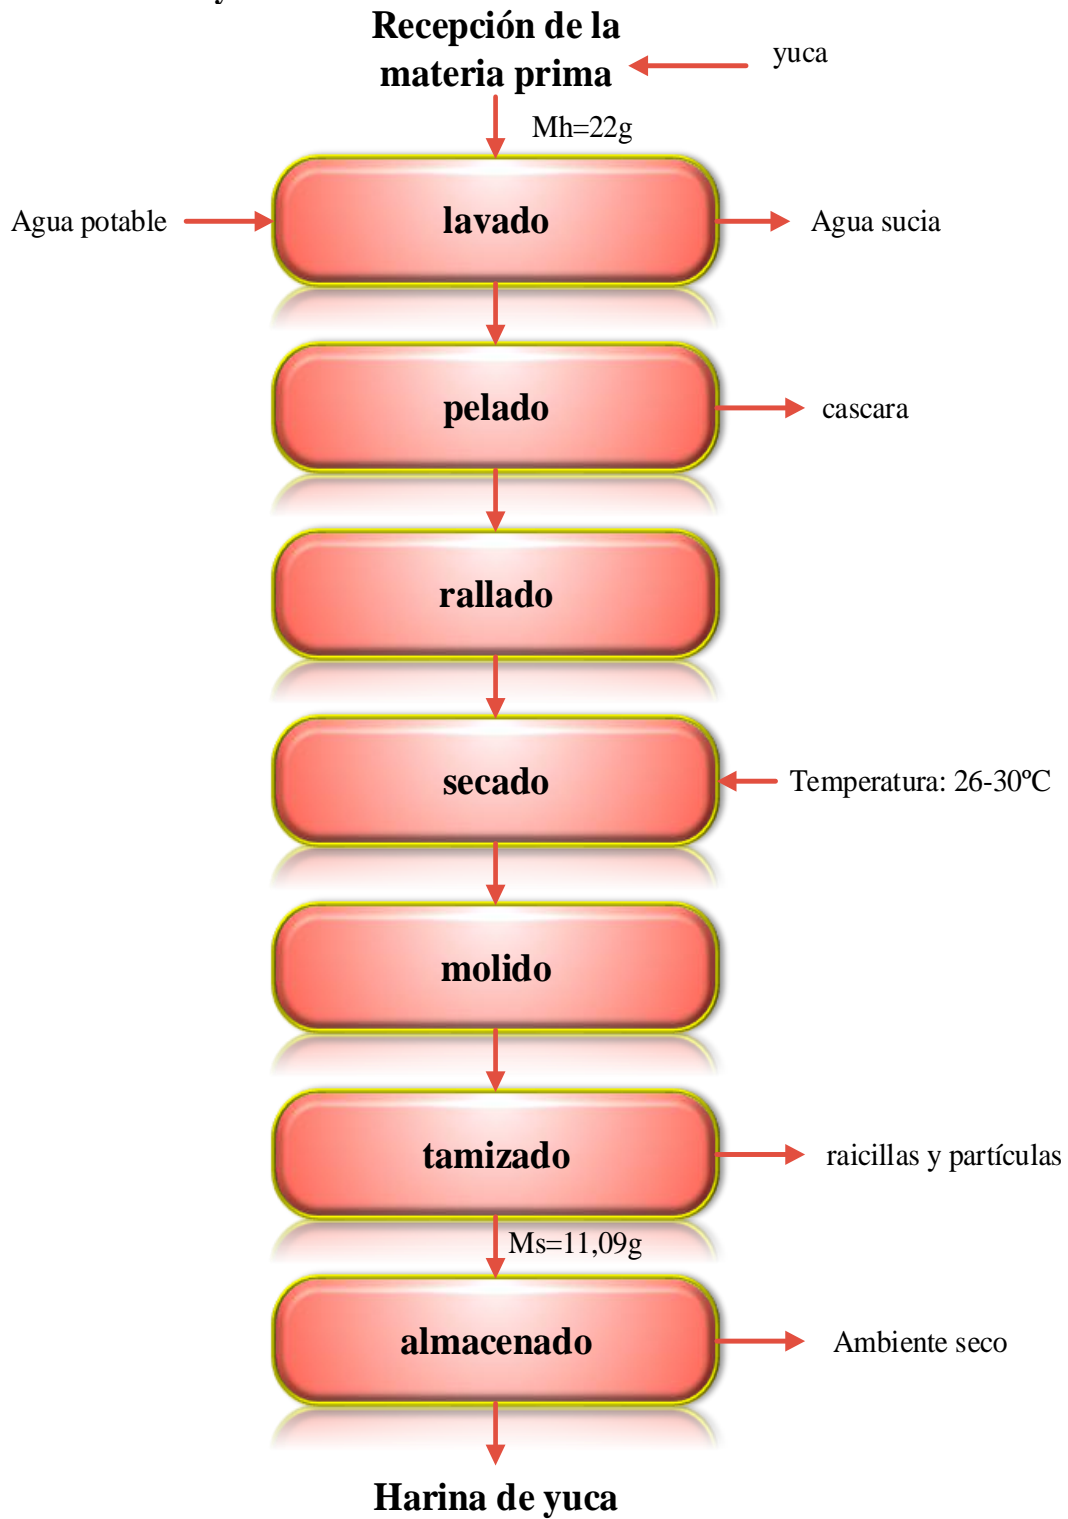 Recepción de la
materia prima
yuca
Mh=22g
Agua potable
lavado
Agua sucia
pelado
cascara
rallado
secado
Temperatura: 26-30ºC
molido
tamizado
raicillas y partículas
Ms=11,09g
almacenado
Ambiente seco
Harina de yuca